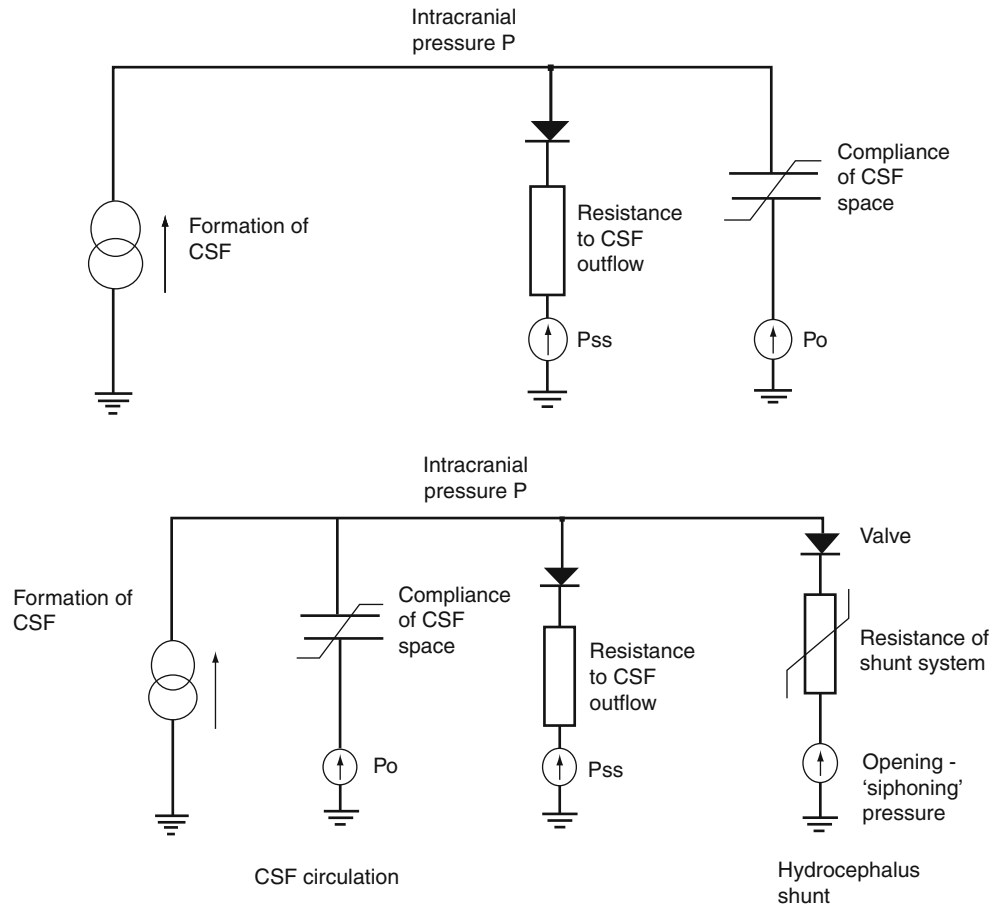 Intracranial
pressure P
Formation of
CSF
Resistance
to CSF
outflow
Pss
Compliance
of CSF
space
Po
Intracranial
pressure P
Formation of
CSF
Compliance
of CSF
space
Po
Resistance
to CSF
outflow
Pss
Valve
Resistance of
shunt system
Opening -
‘siphoning’
pressure
CSF circulation
Hydrocephalus
shunt